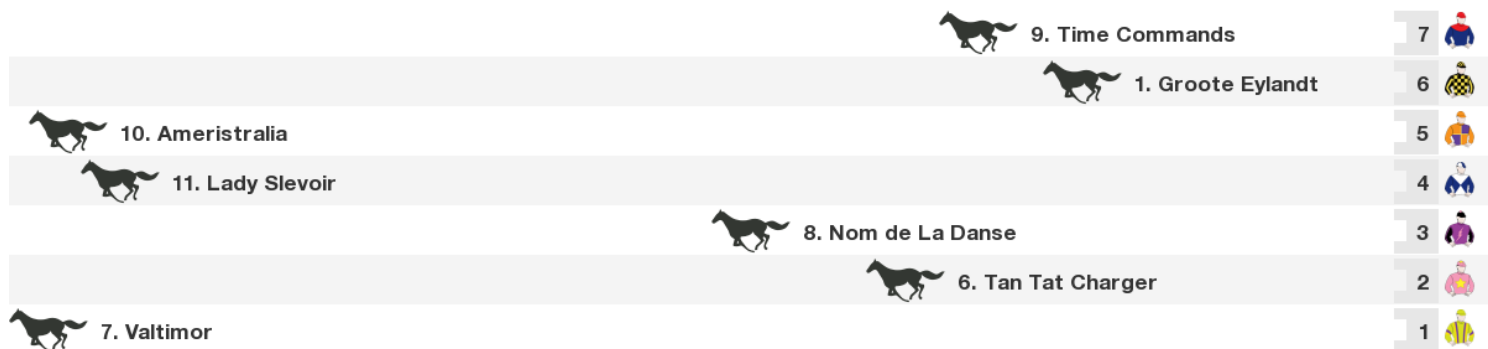 9. Time Commands 7
1. Groote Eylandt 6
10. Ameristralia 5
11. Lady Slevoir 4
8. Nom de La Danse 3
6. Tan Tat Charger 2
7. Valtimor 1